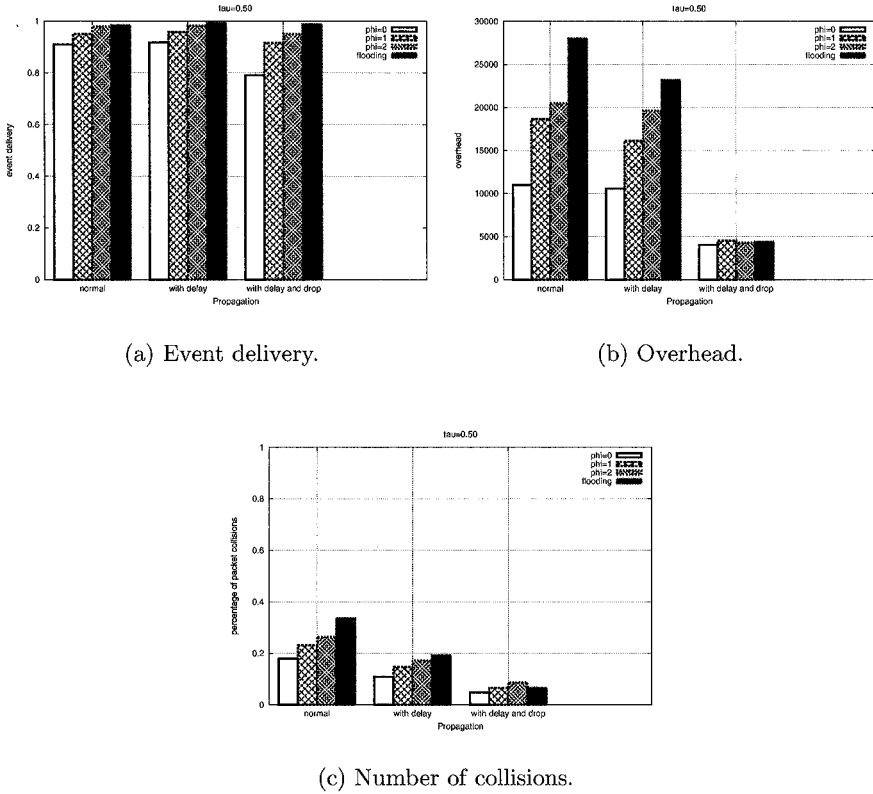 tau=0.50
event delivery
1
0.8
0.6
0.4
0.2
0
phi=0
phi=1
phi=2
flooding
normal
with delay
with delay and drop
Propagation
(a) Event delivery.
tau=0.50
overhead
30000
25000
20000
15000
10000
5000
0
phi=0
phi=1
phi=2
flooding
normal
with delay
with delay and drop
Propagation
(b) Overhead.
tau=0.50
percentage of packet collisions
1
0.8
0.6
0.4
0.2
0
phi=0
phi=1
phi=2
flooding
normal
with delay
with delay and drop
Propagation
(c) Number of collisions.